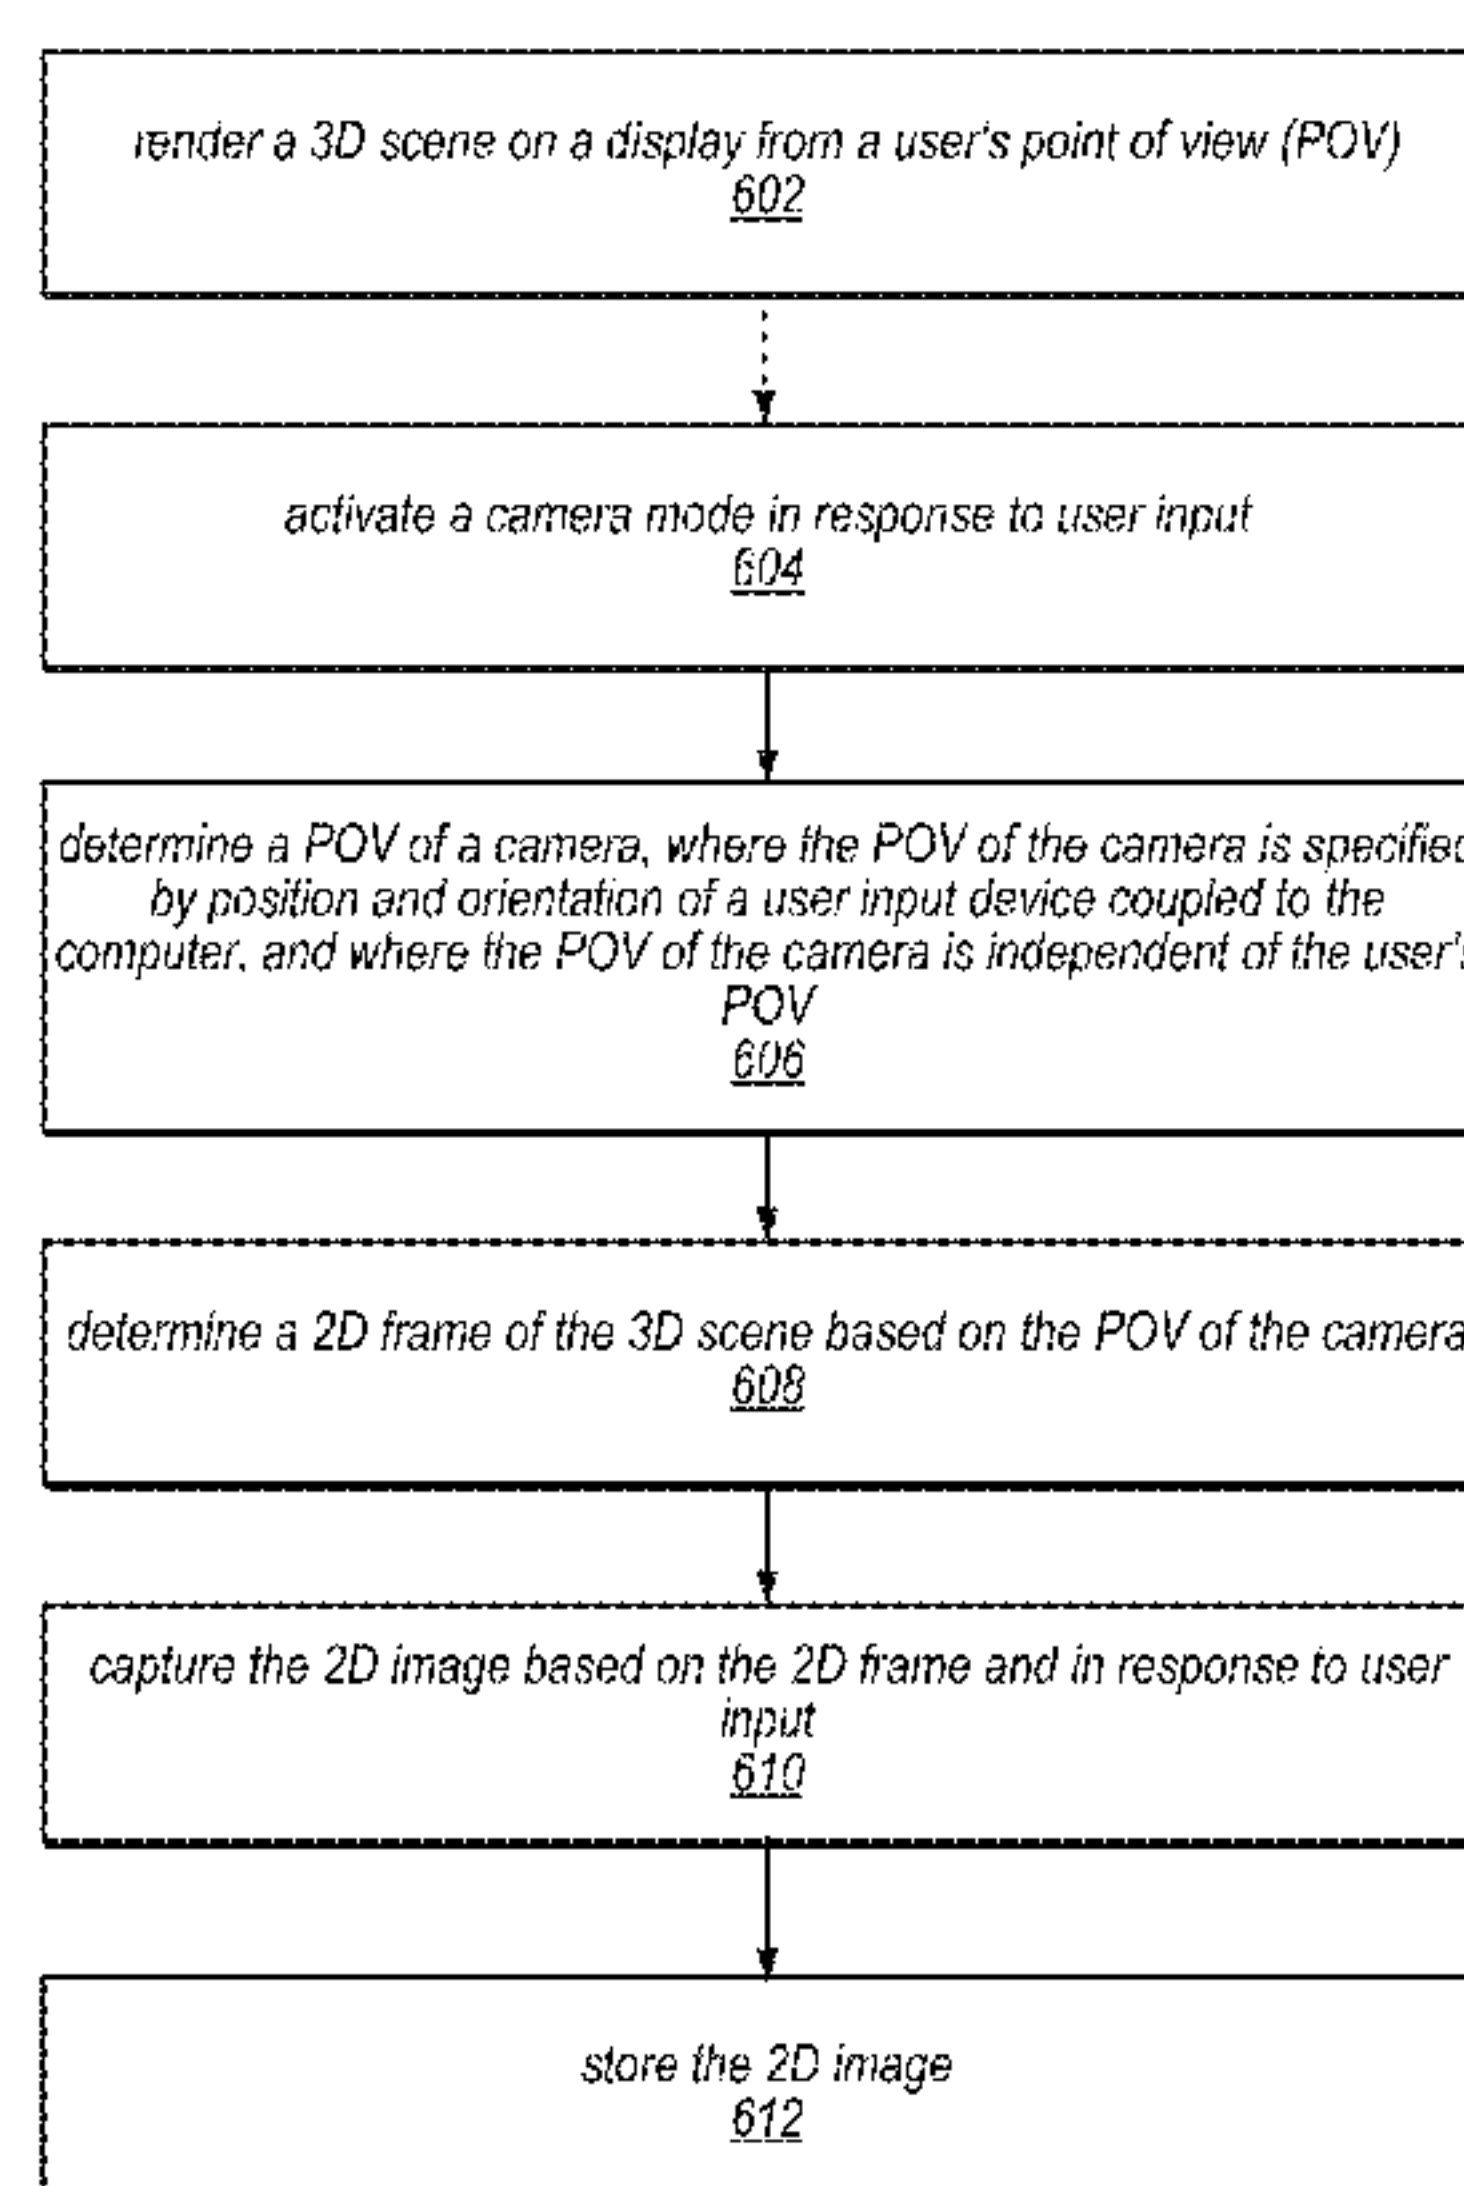 render a 3D scene on a display from a user's point of view (POV)
602
activate a camera mode in response to user input
604
determine a POV of a camera, where the POV of the camera is specified
by position and orientation of a user input device coupled to the
computer, and where the POV of the camera is independent of the user's
POV
606
determine a 2D frame of the 3D scene based on the POV of the camera
608
capture the 2D image based on the 2D frame and in response to user
input
610
store the 2D image
612